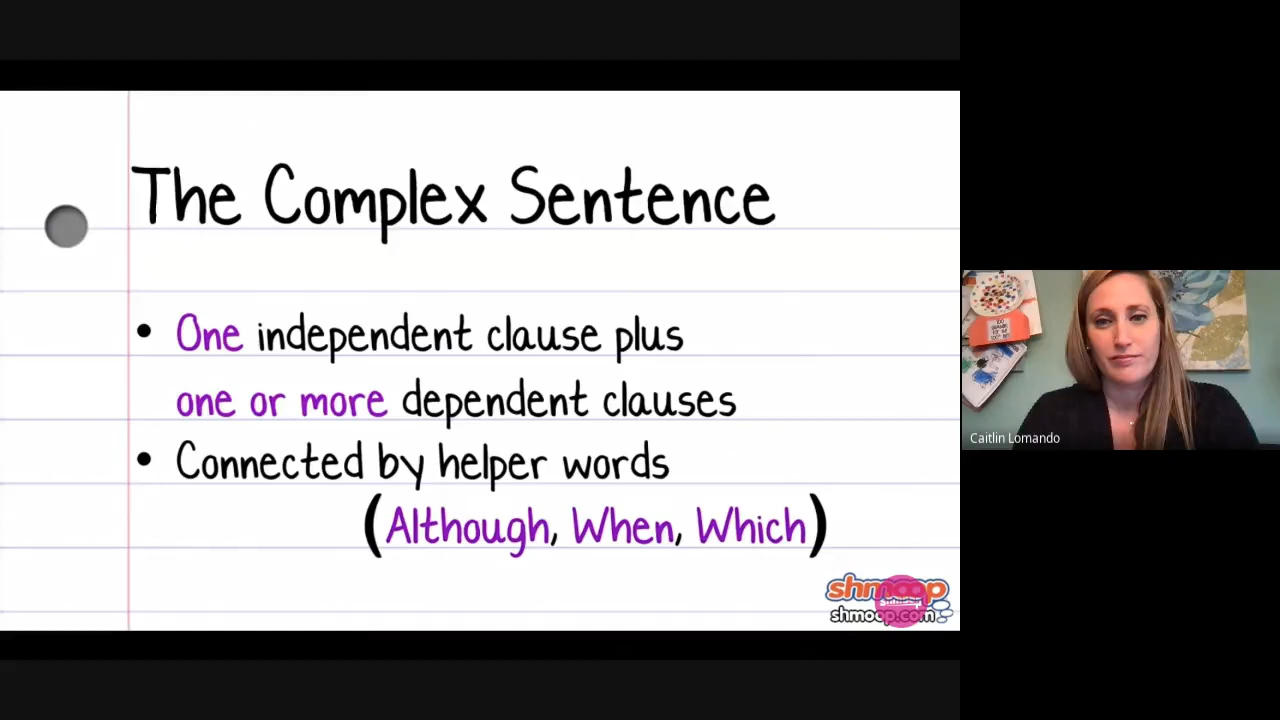 The Complex Sentence
• One independent clause plus
one or more dependent clauses
• Connected by helper words
(Although, When, Which)
shmoop
shmoop.com
Caitlin Lomando